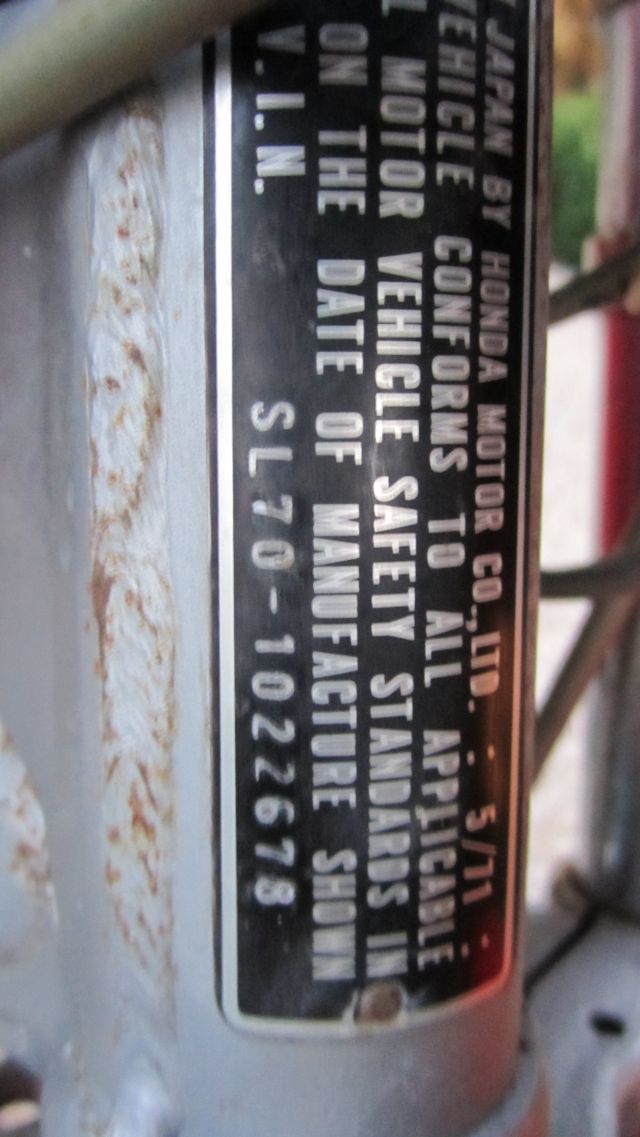 JAPAN BY HONDA MOTOR CO., LTD. : 5/71 :
VEHICLE CONFORMS TO ALL APPLICABLE
MOTOR VEHICLE SAFETY STANDARDS IN
ON THE DATE OF MANUFACTURE SHOWN
V.I.N. SL70-1022678